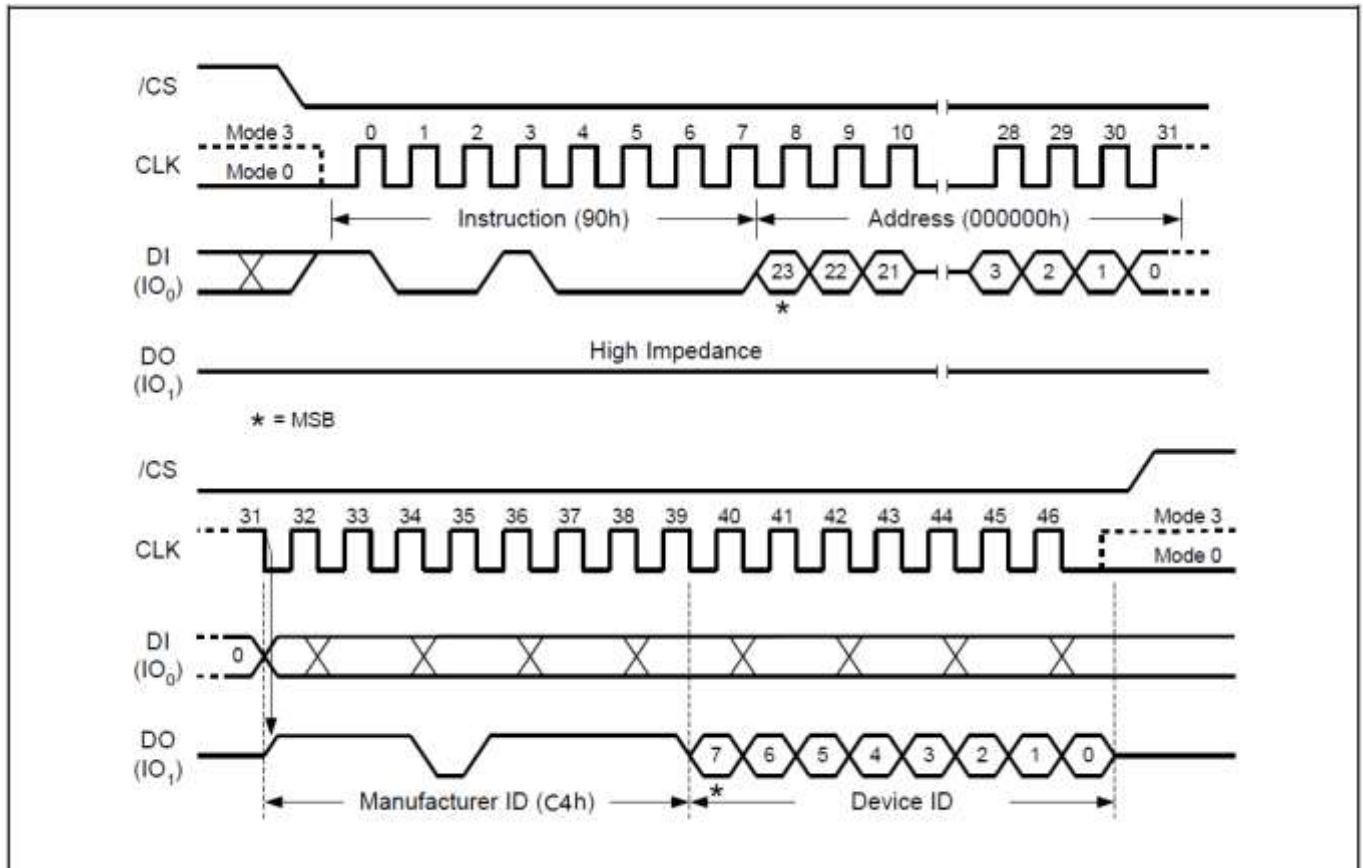 /CS
Mode 3
0 1 2 3 4 5 6 7 8 9 10 28 29 30 31
CLK
Mode 0
Instruction (90h) Address (000000h)
DI
(IO0)
23 22 21 3 2 1 0
*
High Impedance
DO
(IO1)
* = MSB
/CS
31 32 33 34 35 36 37 38 39 40 41 42 43 44 45 46
Mode 3
CLK
Mode 0
DI
(IO0)
0
DO
(IO1)
7 6 5 4 3 2 1 0
*
Manufacturer ID (C4h) Device ID